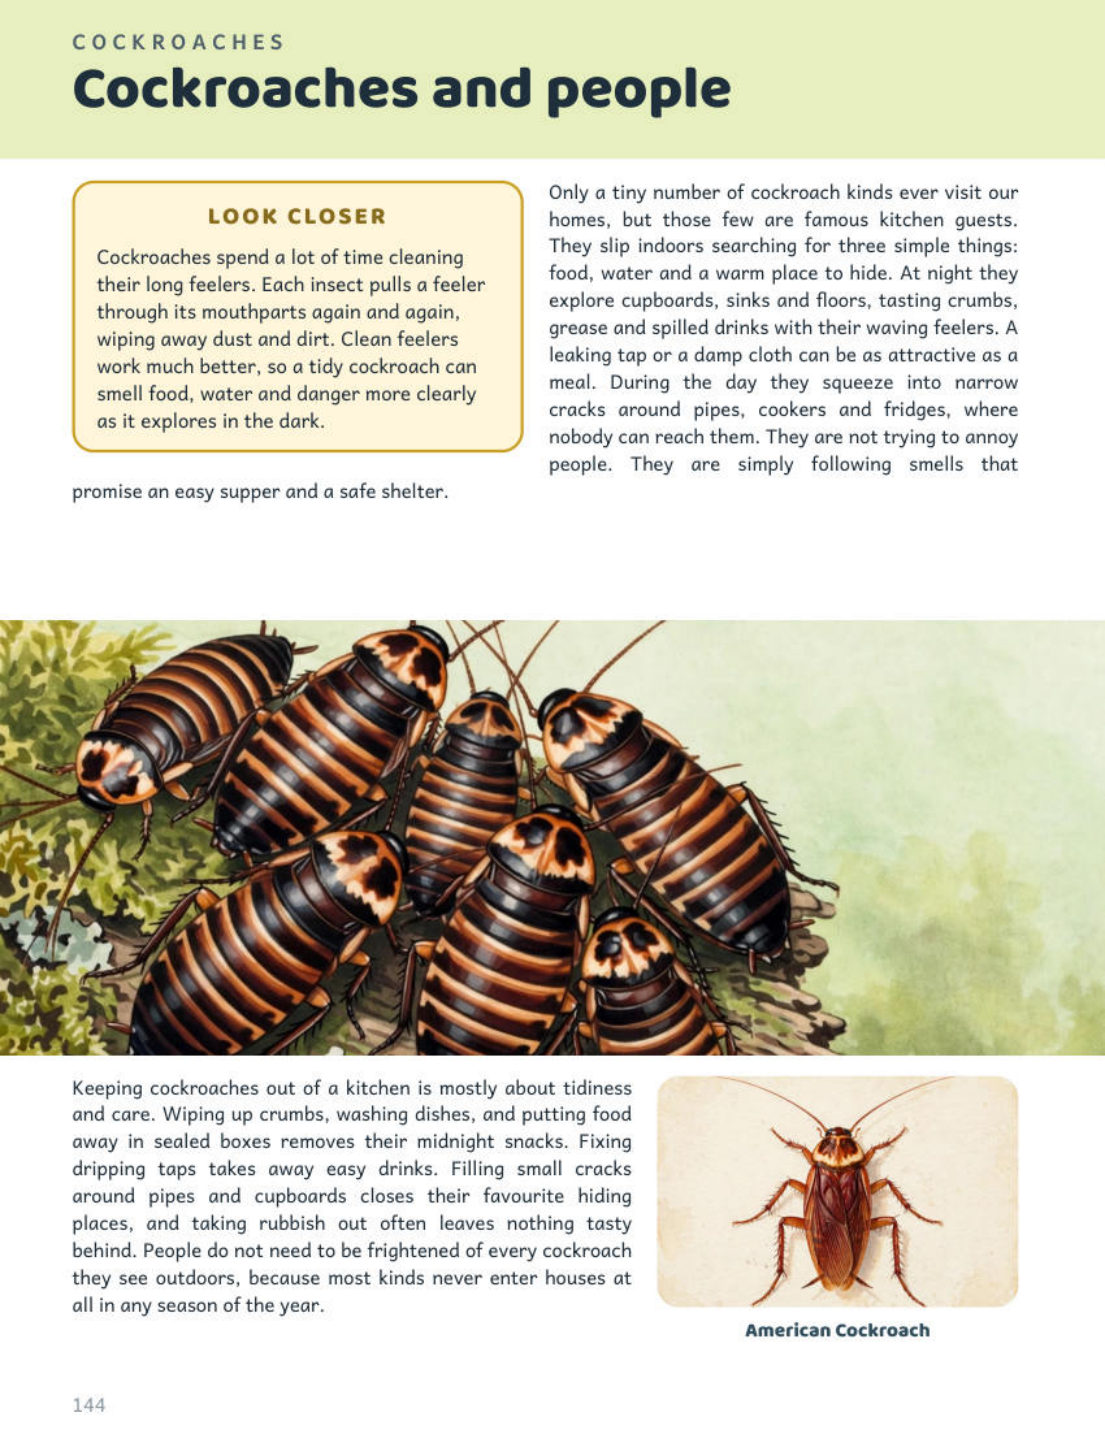 COCKROACHES
Cockroaches and people
LOOK CLOSER
Cockroaches spend a lot of time cleaning
their long feelers. Each insect pulls a feeler
through its mouthparts again and again,
wiping away dust and dirt. Clean feelers
work much better, so a tidy cockroach can
smell food, water and danger more clearly
as it explores in the dark.
Only a tiny number of cockroach kinds ever visit our
homes, but those few are famous kitchen guests.
They slip indoors searching for three simple things:
food, water and a warm place to hide. At night they
explore cupboards, sinks and floors, tasting crumbs,
grease and spilled drinks with their waving feelers. A
leaking tap or a damp cloth can be as attractive as a
meal. During the day they squeeze into narrow
cracks around pipes, cookers and fridges, where
nobody can reach them. They are not trying to annoy
people. They are simply following smells that
promise an easy supper and a safe shelter.
Keeping cockroaches out of a kitchen is mostly about tidiness
and care. Wiping up crumbs, washing dishes, and putting food
away in sealed boxes removes their midnight snacks. Fixing
dripping taps takes away easy drinks. Filling small cracks
around pipes and cupboards closes their favourite hiding
places, and taking rubbish out often leaves nothing tasty
behind. People do not need to be frightened of every cockroach
they see outdoors, because most kinds never enter houses at
all in any season of the year.
American Cockroach
144